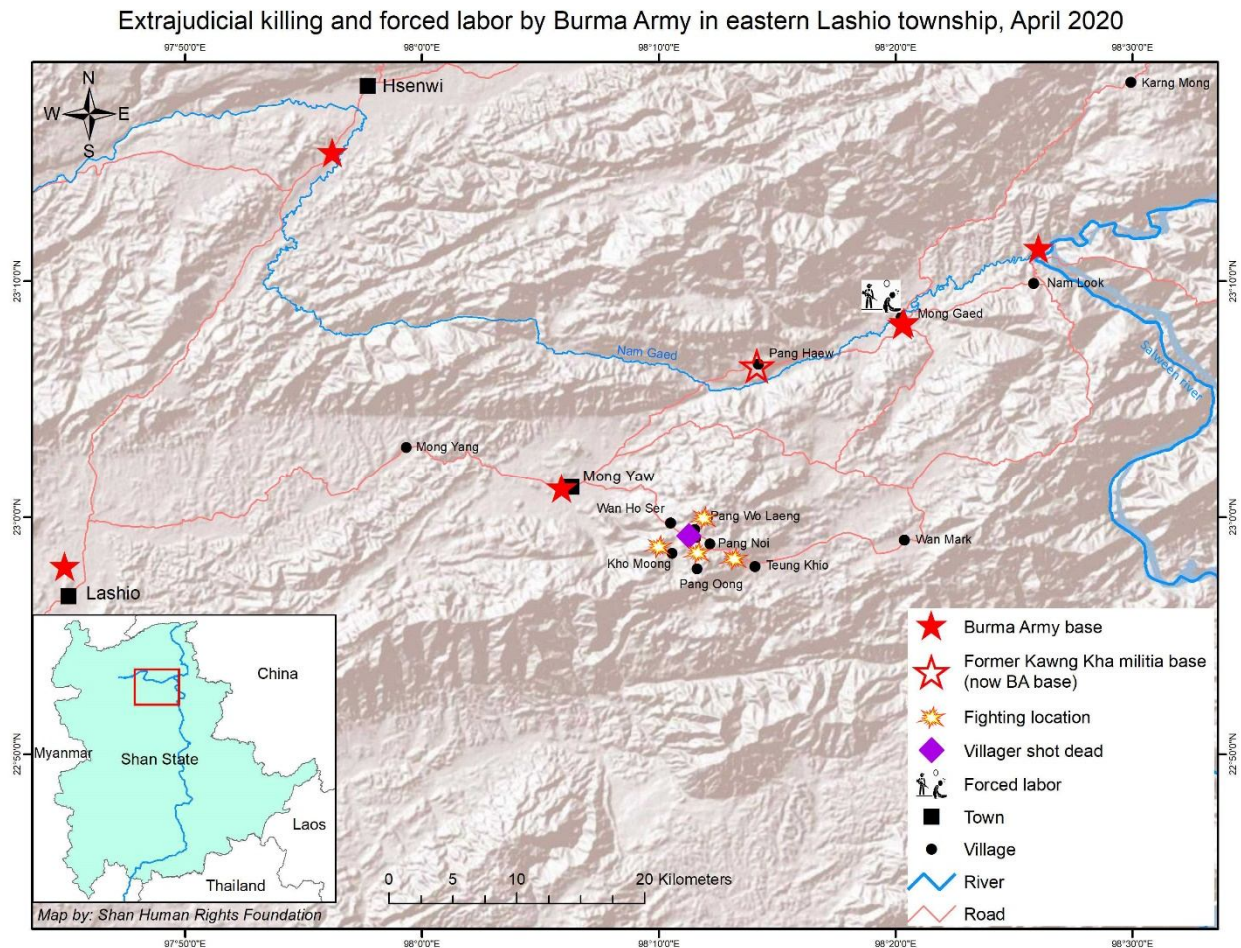 Extrajudicial killing and forced labor by Burma Army in eastern Lashio township, April 2020
97°50'0"E
98°0'0"E
98°10'0"E
98°20'0"E
98°30'0"E
N
W
E
S
Hsenwi
Karng Mong
23°10'0"N
23°10'0"N
Nam Look
Mong Gaed
Pang Haew
Nam Gaed
Salween river
Mong Yang
Mong Yaw
Wan Ho Ser
Pang Wo Laeng
23°0'0"N
23°0'0"N
Pang Noi
Wan Mark
Kho Moong
Teung Khio
Pang Oong
Lashio
Burma Army base
Former Kawng Kha militia base
(now BA base)
Fighting location
Villager shot dead
Forced labor
Town
Village
River
Road
China
Myanmar
Shan State
Laos
Thailand
22°50'0"N
22°50'0"N
0
5
10
20 Kilometers
Map by: Shan Human Rights Foundation
97°50'0"E
98°0'0"E
98°10'0"E
98°20'0"E
98°30'0"E